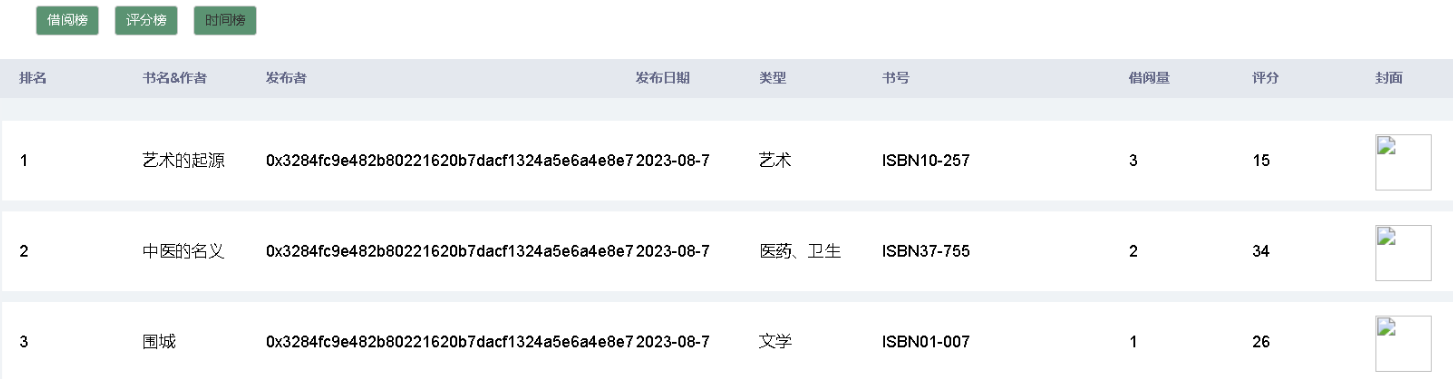 借阅榜 评分榜 时间榜
排名 书名&作者 发布者 发布日期 类型 书号 借阅量 评分 封面
1 艺术的起源 0x3284fc9e482b80221620b7dacf1324a5e6a4e8e7 2023-08-7 艺术 ISBN10-257 3 15
2 中医的名义 0x3284fc9e482b80221620b7dacf1324a5e6a4e8e7 2023-08-7 医药、卫生 ISBN37-755 2 34
3 围城 0x3284fc9e482b80221620b7dacf1324a5e6a4e8e7 2023-08-7 文学 ISBN01-007 1 26